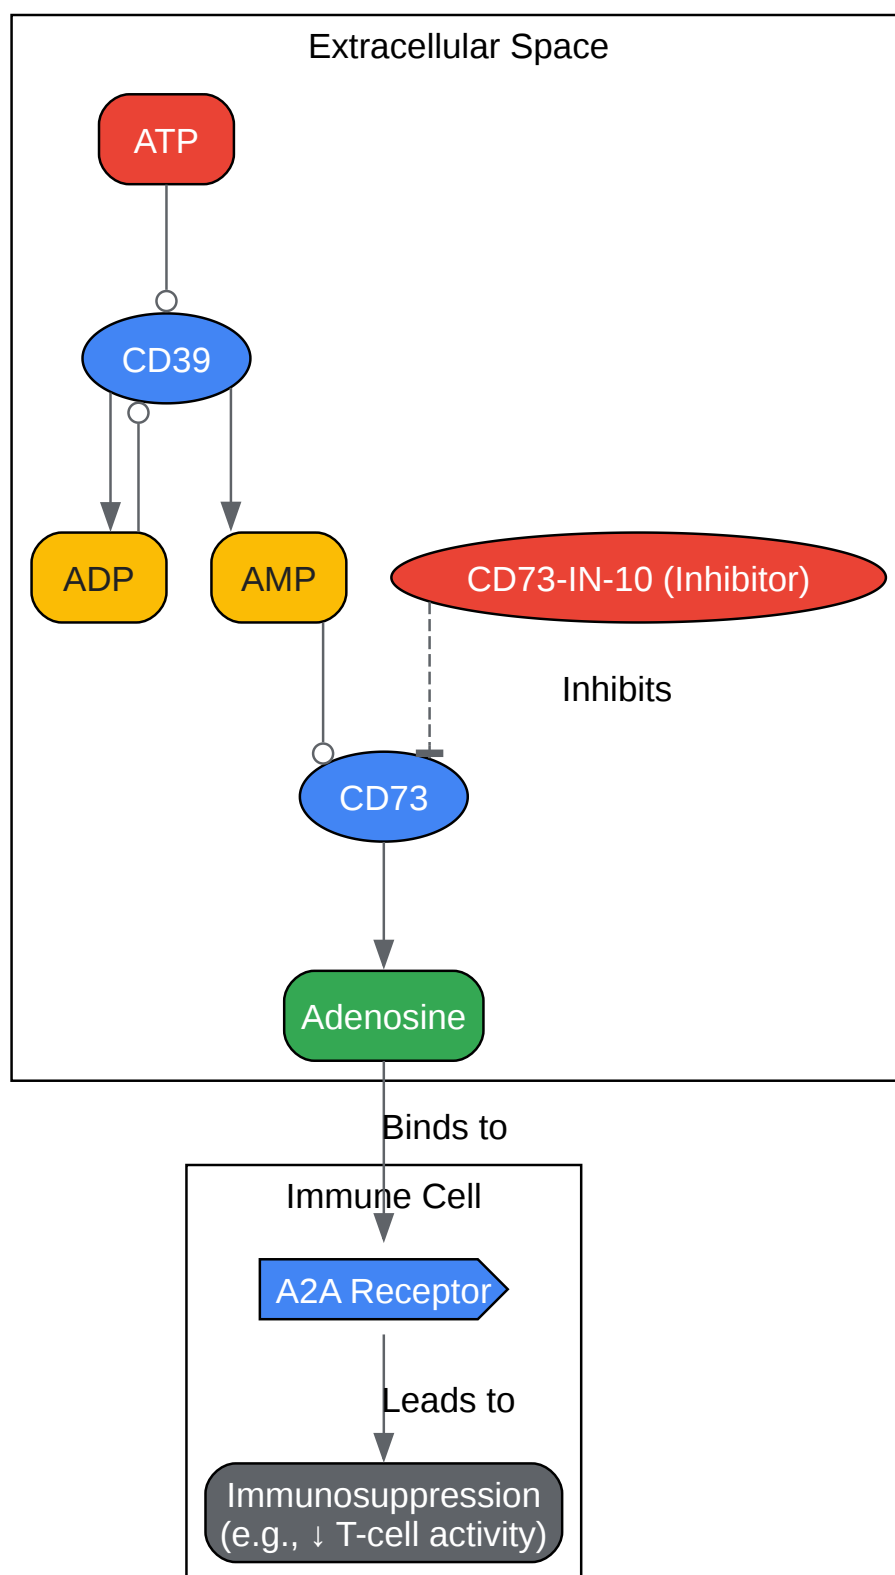 Extracellular Space
ATP
CD39
ADP
AMP
CD73-IN-10 (Inhibitor)
Inhibits
CD73
Adenosine
Binds to
Immune Cell
A2A Receptor
Leads to
Immunosuppression
(e.g., ↓ T-cell activity)